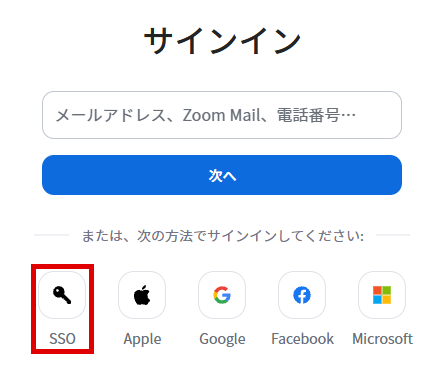 サインイン
メールアドレス、Zoom Mail、電話番号…
次へ
または、次の方法でサインインしてください:
SSO Apple Google Facebook Microsoft